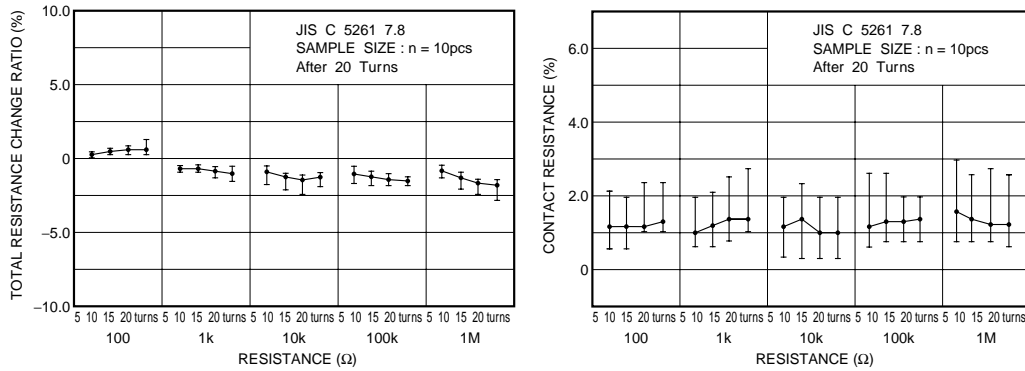 TOTAL RESISTANCE CHANGE RATIO (%)
10.0
5.0
0
–5.0
–10.0
JIS C 5261 7.8
SAMPLE SIZE : n = 10pcs
After 20 Turns
5 10 15 20 turns 5 10 15 20 turns 5 10 15 20 turns 5 10 15 20 turns 5 10 15 20 turns
100 1k 10k 100k 1M
RESISTANCE (Ω)
CONTACT RESISTANCE (%)
6.0
4.0
2.0
0
JIS C 5261 7.8
SAMPLE SIZE : n = 10pcs
After 20 Turns
5 10 15 20 turns 5 10 15 20 turns 5 10 15 20 turns 5 10 15 20 turns 5 10 15 20 turns
100 1k 10k 100k 1M
RESISTANCE (Ω)